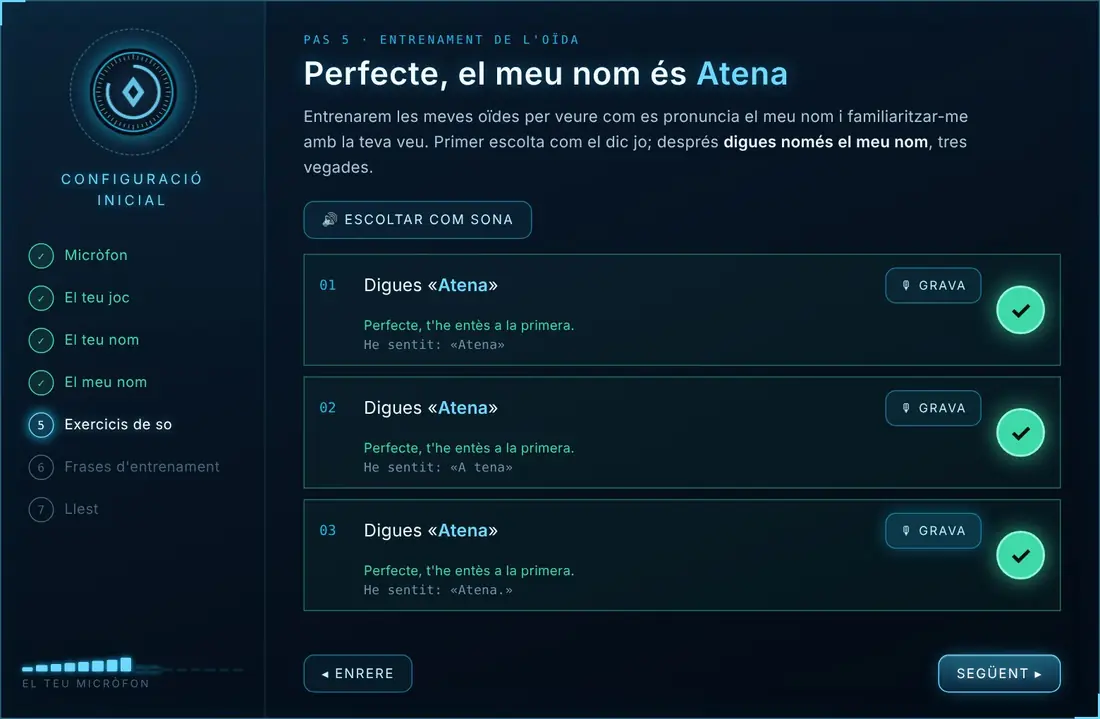 CONFIGURACIÓ
INICIAL
✓ Micròfon
✓ El teu joc
✓ El teu nom
✓ El meu nom
5 Exercicis de so
6 Frases d'entrenament
7 Llest
EL TEU MICRÒFON
PAS 5 · ENTRENAMENT DE L'OÏDA
Perfecte, el meu nom és Atena
Entrenarem les meves oïdes per veure com es pronuncia el meu nom i familiaritzar-me
amb la teva veu. Primer escolta com el dic jo; després digues només el meu nom, tres
vegades.
🔊 ESCOLTAR COM SONA
01 Digues «Atena»
🎙 GRAVA
Perfecte, t'he entès a la primera.
He sentit: «Atena»
02 Digues «Atena»
🎙 GRAVA
Perfecte, t'he entès a la primera.
He sentit: «A tena»
03 Digues «Atena»
🎙 GRAVA
Perfecte, t'he entès a la primera.
He sentit: «Atena.»
◂ ENRERE
SEGÜENT ▸